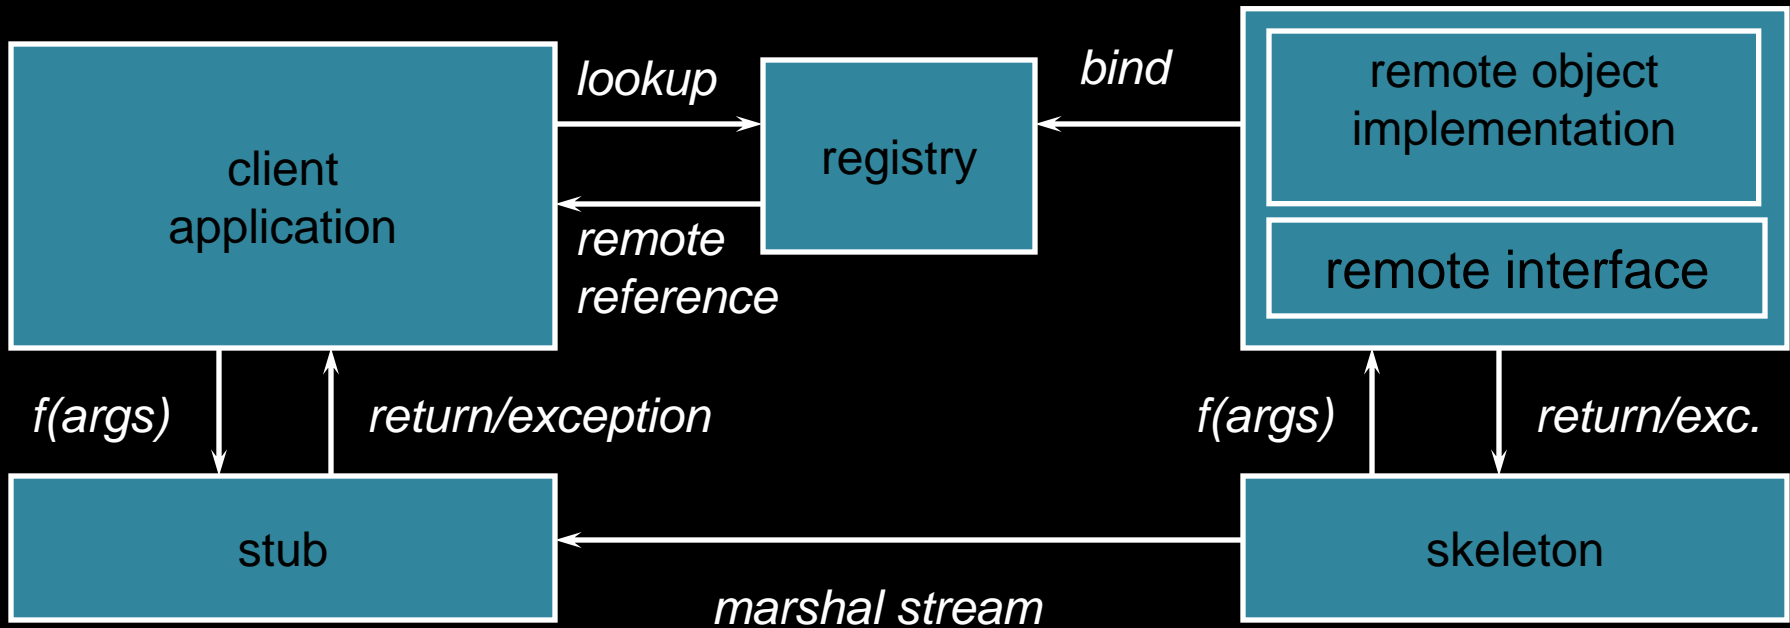 lookup
bind
remote object
implementation
client
application
registry
remote
reference
remote interface
f(args)
return/exception
f(args)
return/exc.
stub
skeleton
marshal stream